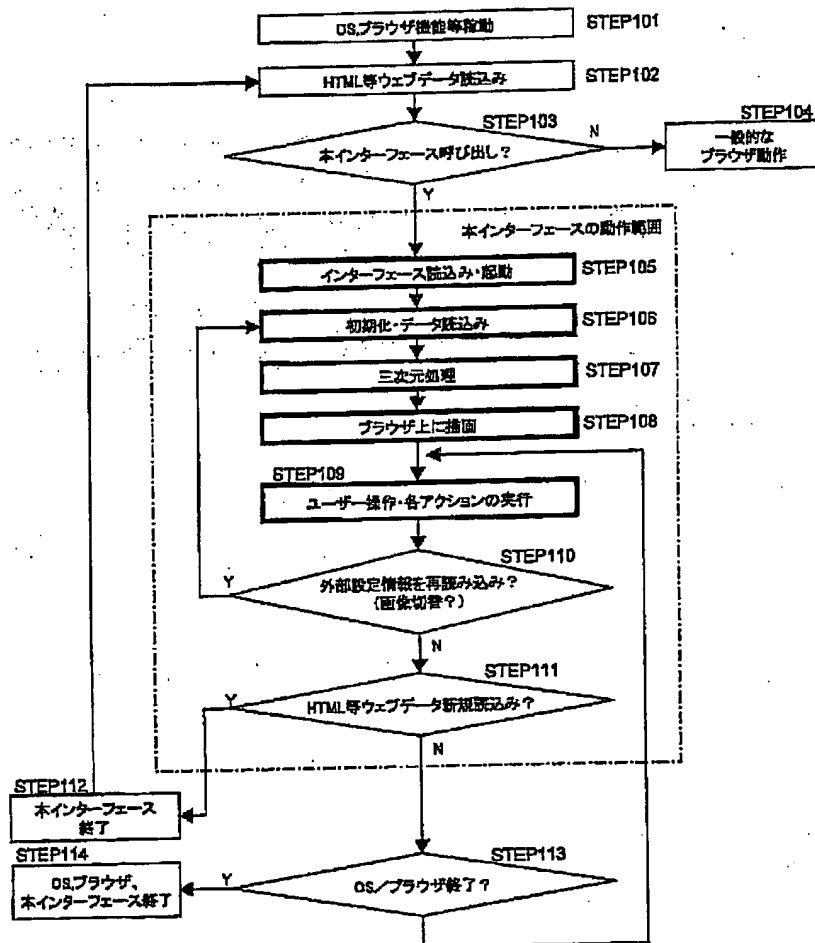 OS,ブラウザ機能等稼動
STEP101
HTML等ウェブデータ読込み
STEP102
STEP103
本インターフェース呼び出し？
N
STEP104
一般的な
ブラウザ動作
Y
本インターフェースの動作範囲
インターフェース読込み・起動
STEP105
初期化・データ読込み
STEP106
三次元処理
STEP107
ブラウザ上に描画
STEP108
STEP109
ユーザー操作・各アクションの実行
STEP110
Y
外部設定情報を再読み込み？
(画像切替？)
N
STEP111
Y
HTML等ウェブデータ新規読込み？
N
STEP112
本インターフェース
終了
STEP114
OS,ブラウザ、
本インターフェース終了
Y
STEP113
OS／ブラウザ終了？